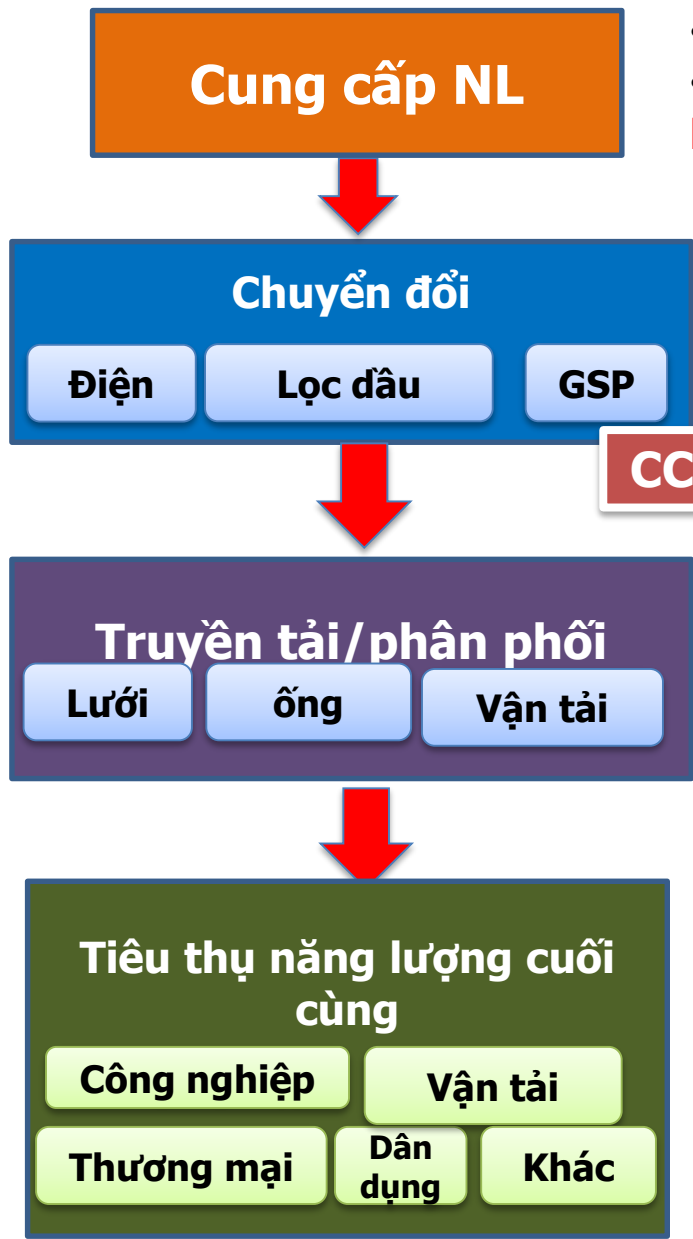 Cung cấp NL
Chuyển đổi
Điện
Lọc dầu
GSP
CC
Truyền tải/phân phối
Lưới
ống
Vận tải
Tiêu thụ năng lượng cuối
cùng
Công nghiệp
Vận tải
Thương mại
Dân
dụng
Khác